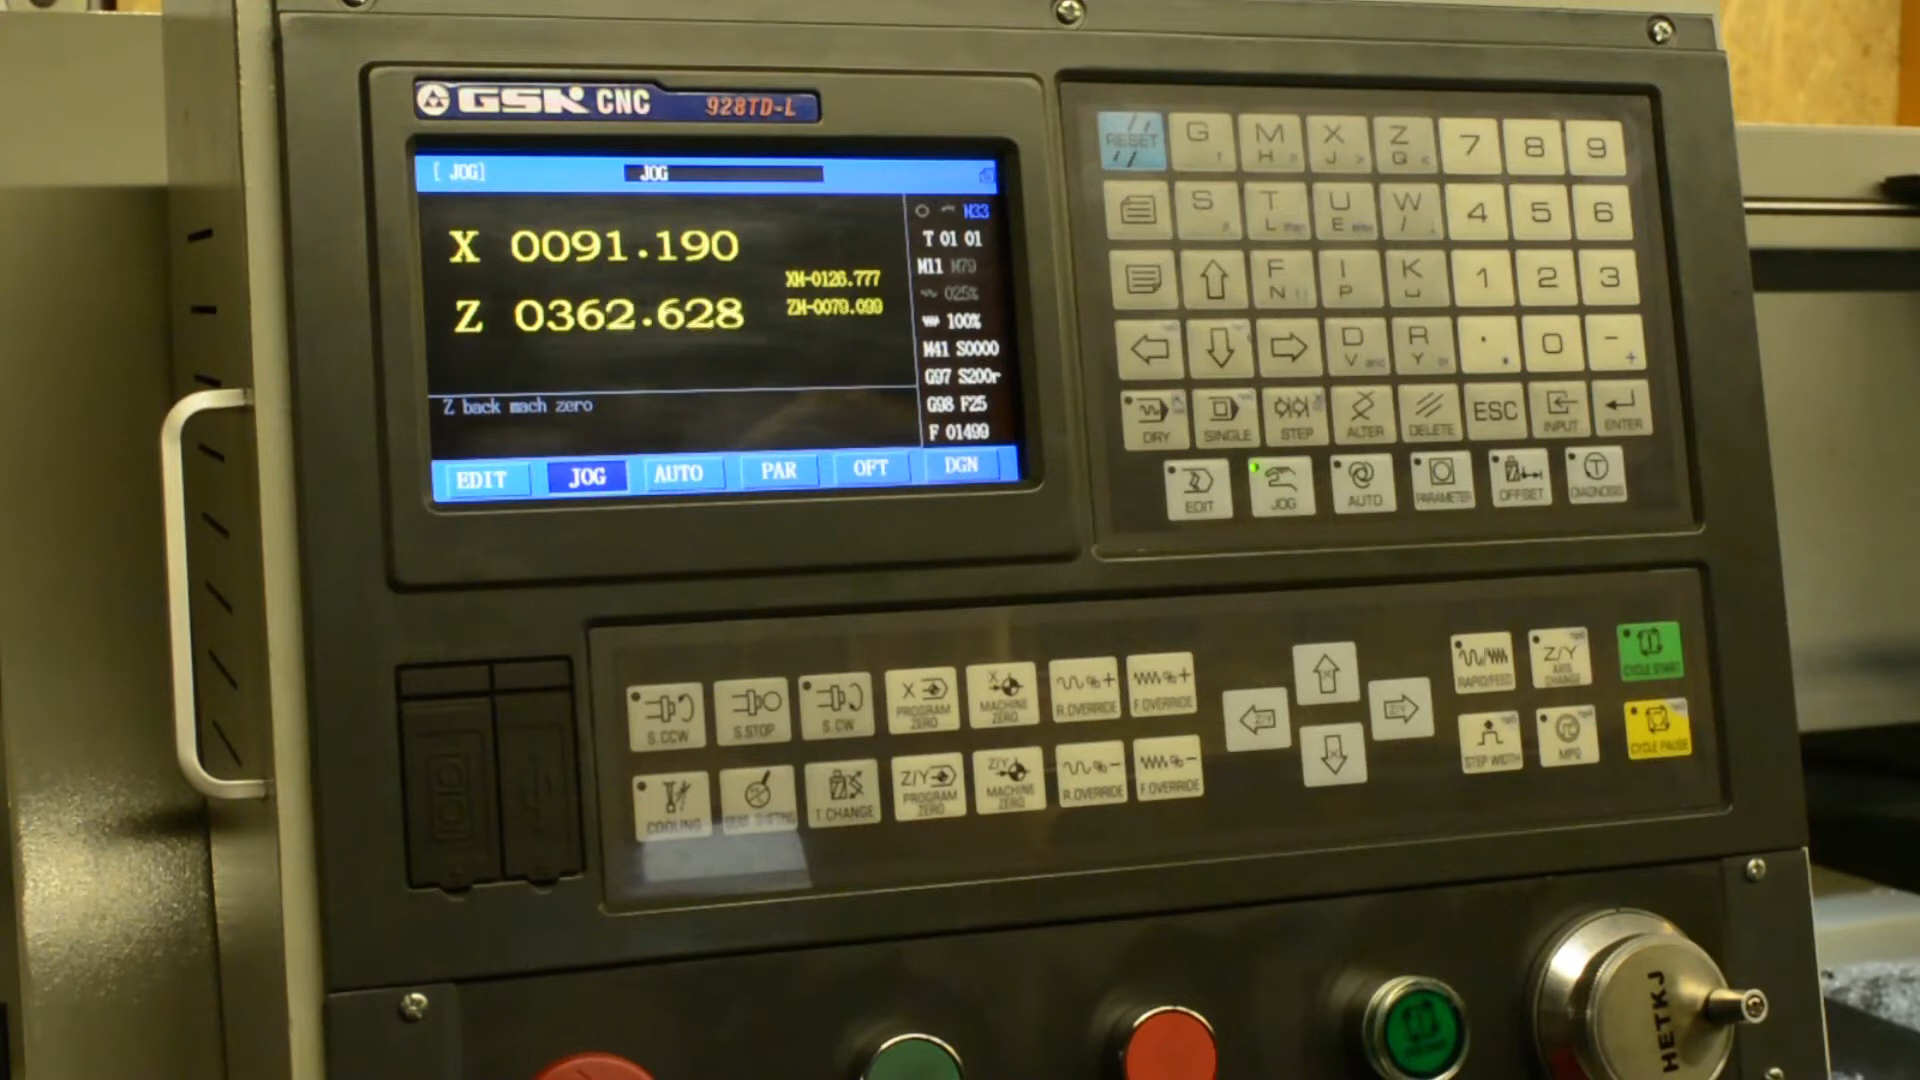 GSK CNC 928TD-L
[ JOG] JOG
M33
X 0091.190
T 01 01
XM-0126.777
M11 M79
025%
Z 0362.628
ZM-0079.099
100%
M41 S0000
G97 S200r
Z back mach zero
G98 F25
F 01499
EDIT JOG AUTO PAR OFT DGN
RESET G M H X J Z Q 7 8 9
S T L U E W / 4 5 6
F N I P K 1 2 3
D V R Y . 0 - +
DRY SINGLE STEP ALTER DELETE ESC INPUT ENTER
EDIT JOG AUTO PARAMETER OFFSET T DIAGNOSIS
S.CCW S.STOP S.CW X PROGRAM ZERO X MACHINE ZERO %+ R.OVERRIDE %+ F.OVERRIDE
COOLING T.CHANGE Z/Y PROGRAM ZERO Z/Y MACHINE ZERO %- R.OVERRIDE %- F.OVERRIDE
X
Z/Y Z/Y
X
RAPID/FEED Z/Y AXIS CHANGE CYCLE START
STEP WIDTH MPG CYCLE PAUSE
HETKJ